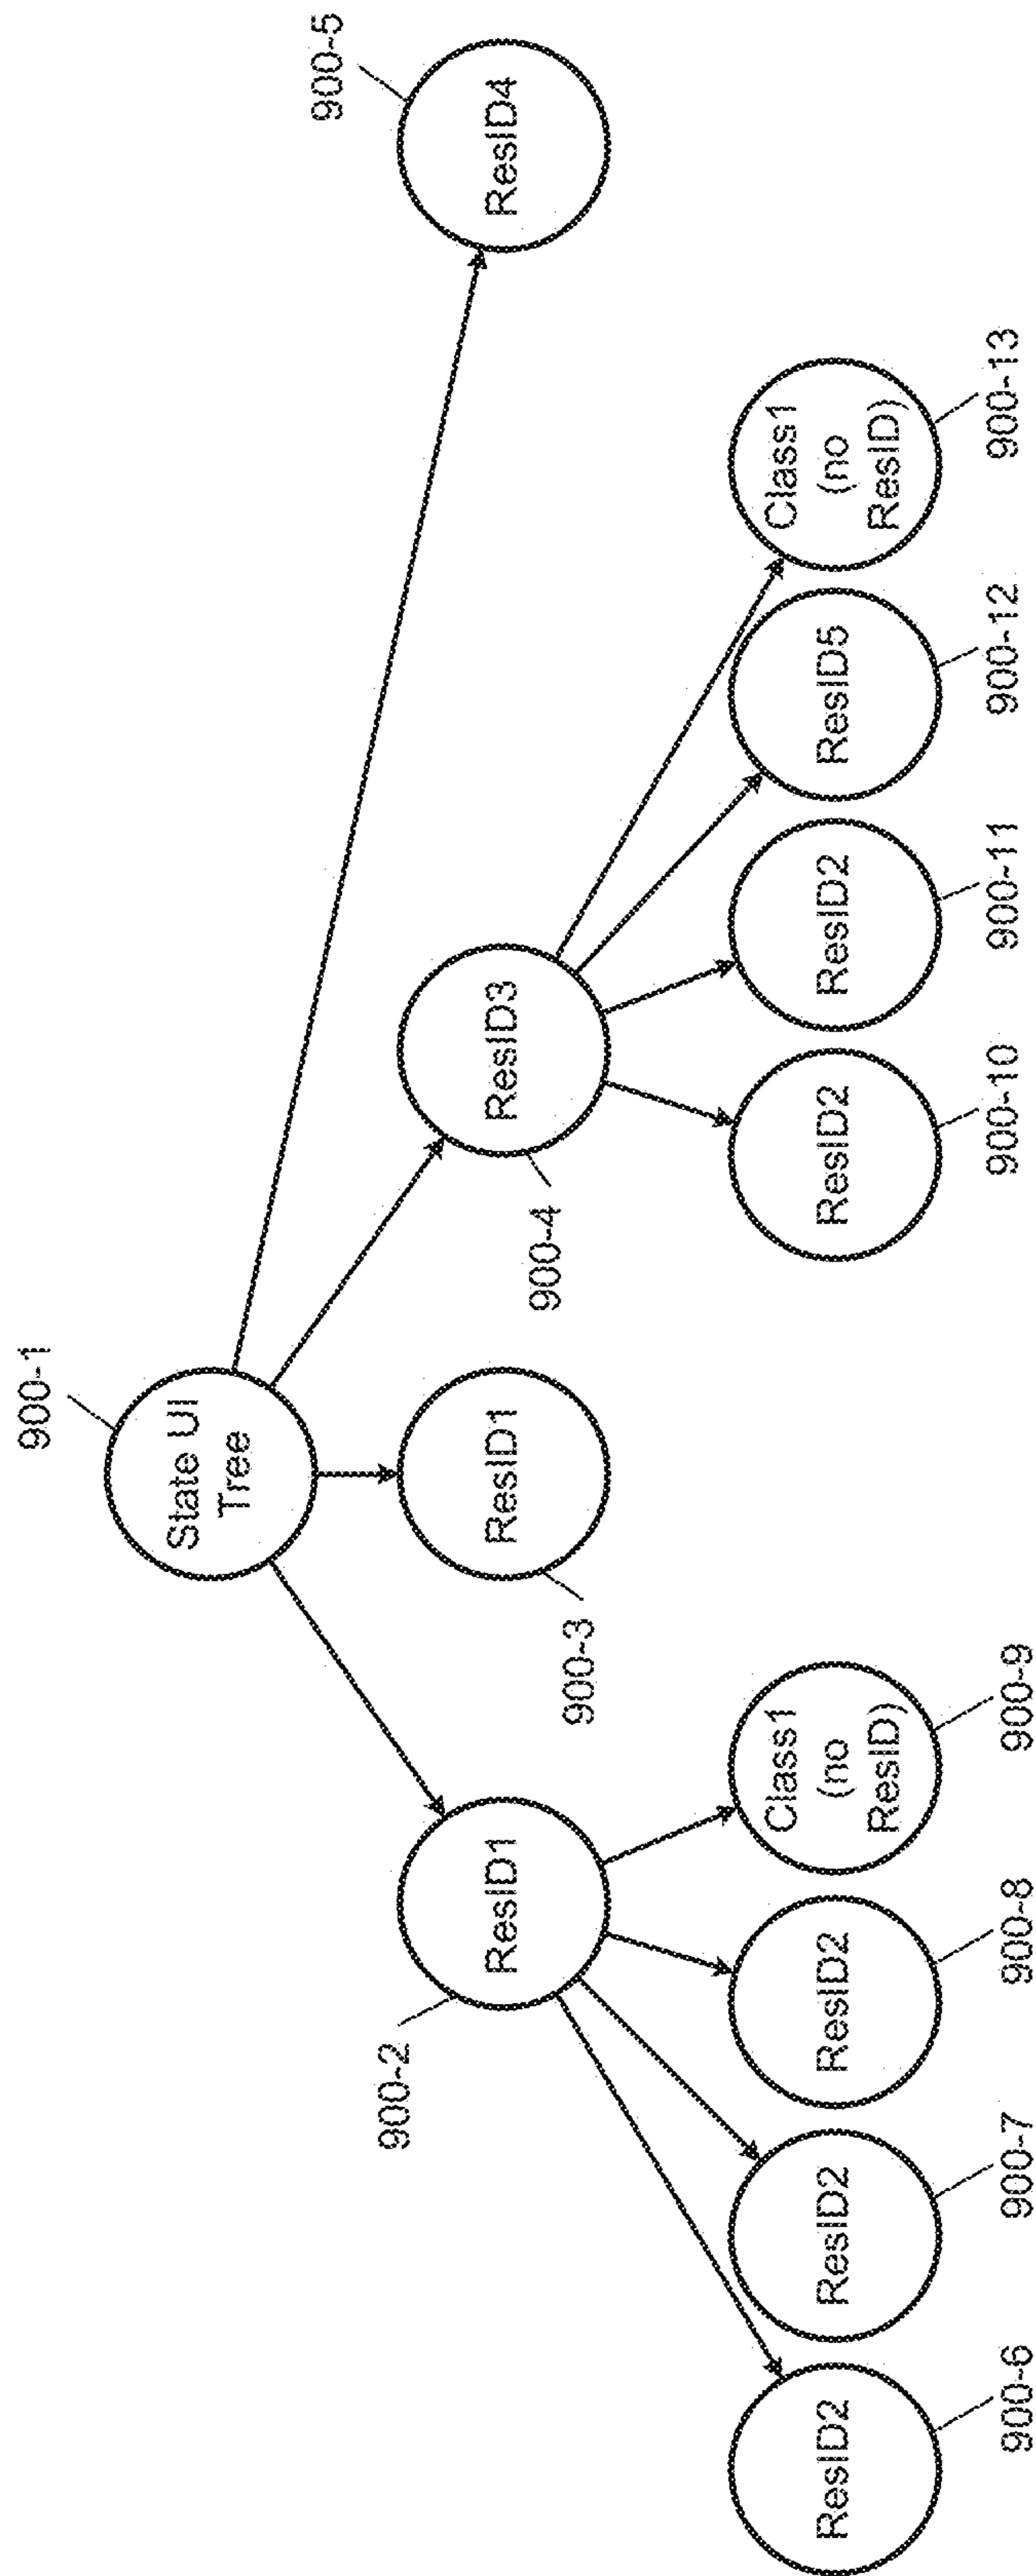 900-1
State UI
Tree
900-2
ResID1
900-3
ResID1
900-4
ResID3
900-5
ResID4
ResID2
ResID2
ResID2
Class1
(no
ResID)
ResID2
ResID2
ResID5
Class1
(no
ResID)
900-6
900-7
900-8
900-9
900-10
900-11
900-12
900-13